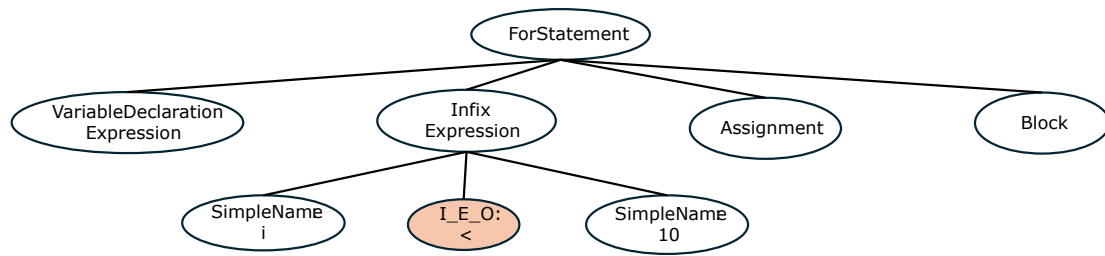 ForStatement
VariableDeclaration
Expression
Infix
Expression
Assignment
Block
SimpleName
i
I_E_O:
<
SimpleName
10